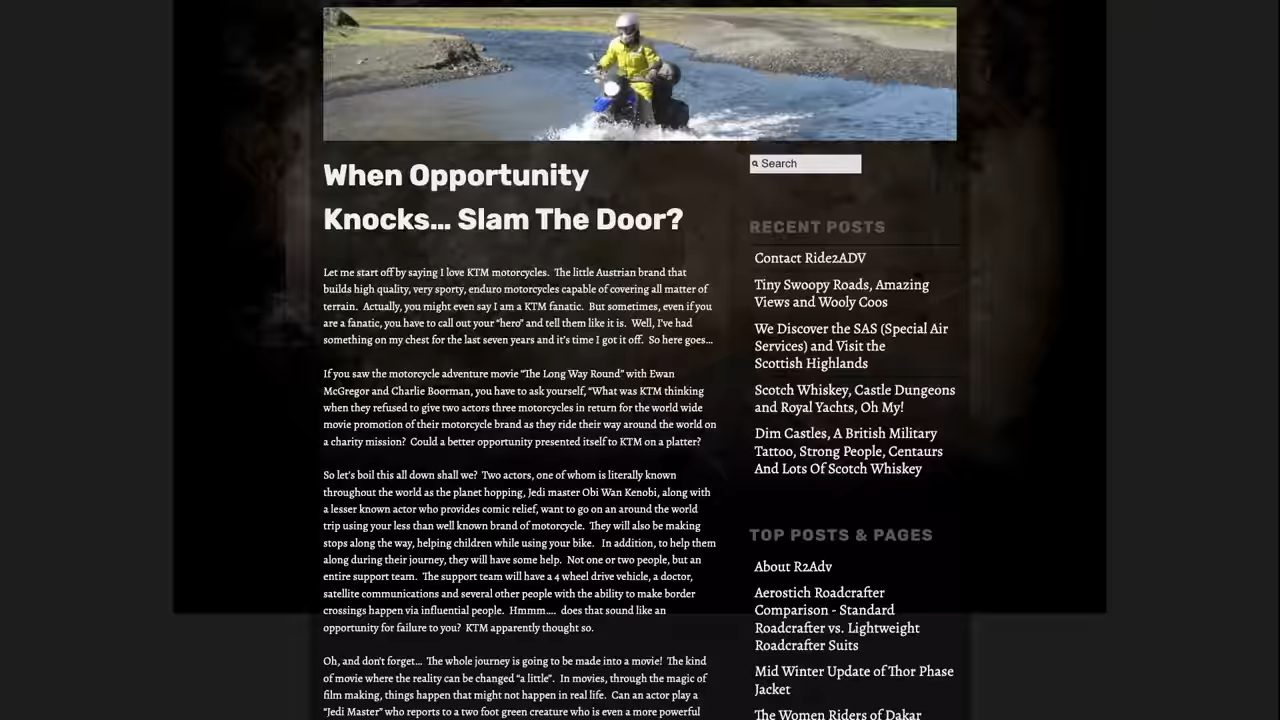 When Opportunity
Knocks... Slam The Door?
Let me start off by saying I love KTM motorcycles.  The little Austrian brand that
builds high quality, very sporty, enduro motorcycles capable of covering all matter of
terrain.  Actually, you might even say I am a KTM fanatic.  But sometimes, even if you
are a fanatic, you have to call out your “hero” and tell them like it is.  Well, I've had
something on my chest for the last seven years and it's time I got it off.  So here goes...
If you saw the motorcycle adventure movie “The Long Way Round” with Ewan
McGregor and Charlie Boorman, you have to ask yourself, “What was KTM thinking
when they refused to give two actors three motorcycles in return for the world wide
movie promotion of their motorcycle brand as they ride their way around the world on
a charity mission?  Could a better opportunity presented itself to KTM on a platter?
So let's boil this all down shall we?  Two actors, one of whom is literally known
throughout the world as the planet hopping, Jedi master Obi Wan Kenobi, along with
a lesser known actor who provides comic relief, want to go on an around the world
trip using your less than well known brand of motorcycle.  They will also be making
stops along the way, helping children while using your bike.   In addition, to help them
along during their journey, they will have some help.  Not one or two people, but an
entire support team.  The support team will have a 4 wheel drive vehicle, a doctor,
satellite communications and several other people with the ability to make border
crossings happen via influential people.  Hmmm....  does that sound like an
opportunity for failure to you?  KTM apparently thought so.
Oh, and don't forget...  The whole journey is going to be made into a movie!  The kind
of movie where the reality can be changed “a little”.  In movies, through the magic of
film making, things happen that might not happen in real life.  Can an actor play a
“Jedi Master” who reports to a two foot green creature who is even a more powerful
Search
RECENT POSTS
Contact Ride2ADV
Tiny Swoopy Roads, Amazing
Views and Wooly Coos
We Discover the SAS (Special Air
Services) and Visit the
Scottish Highlands
Scotch Whiskey, Castle Dungeons
and Royal Yachts, Oh My!
Dim Castles, A British Military
Tattoo, Strong People, Centaurs
And Lots Of Scotch Whiskey
TOP POSTS & PAGES
About R2Adv
Aerostich Roadcrafter
Comparison - Standard
Roadcrafter vs. Lightweight
Roadcrafter Suits
Mid Winter Update of Thor Phase
Jacket
The Women Riders of Dakar